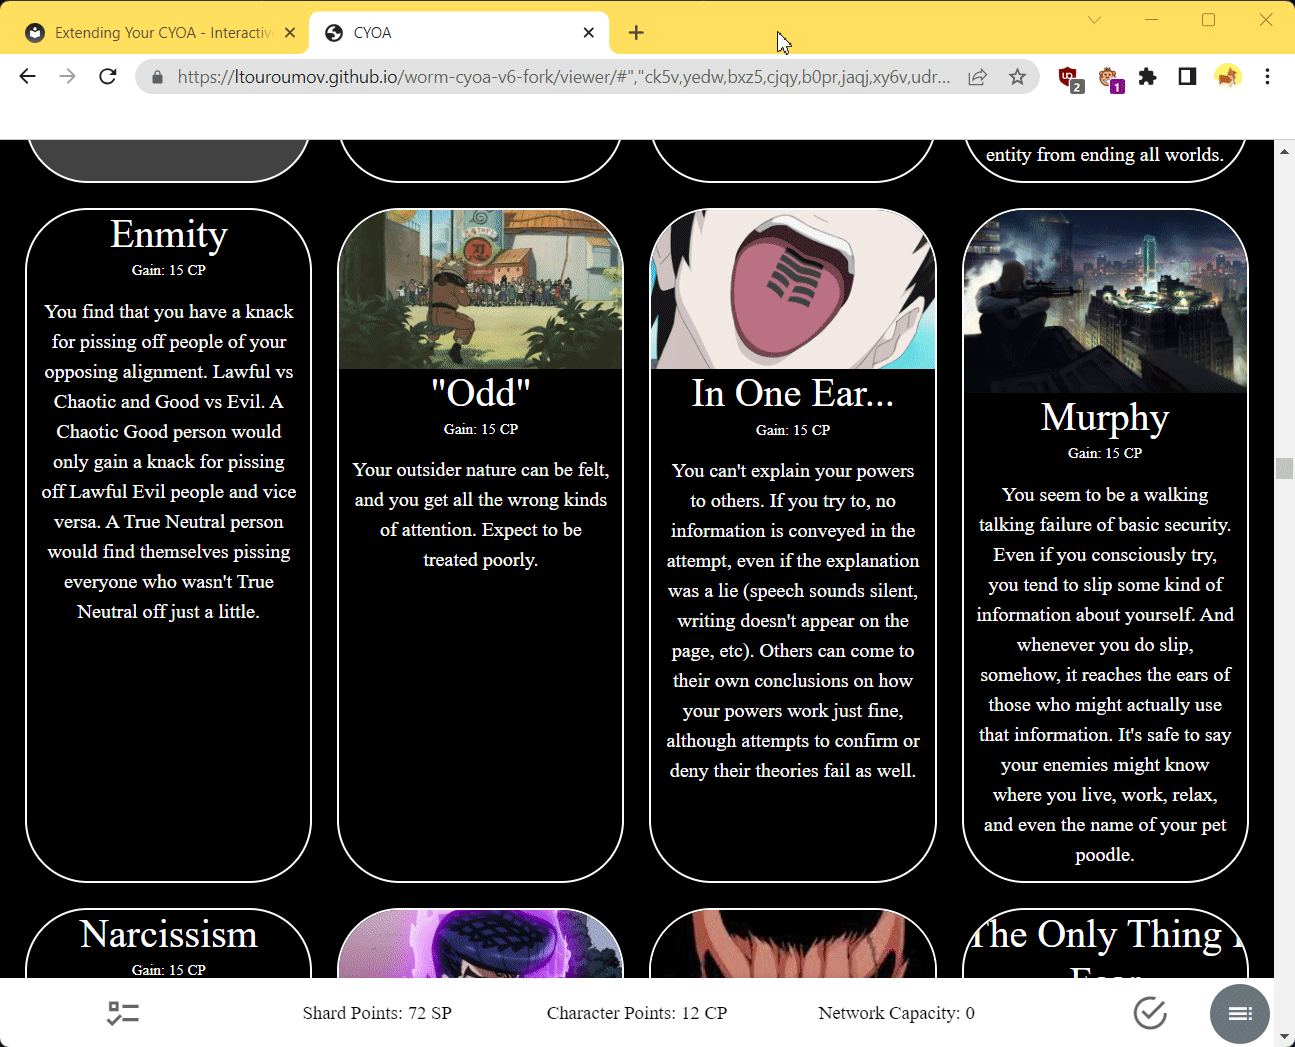 Extending Your CYOA - Interactiv
CYOA
https://ltouroumov.github.io/worm-cyoa-v6-fork/viewer/#","ck5v,yedw,bxz5,cjqy,b0pr,jaqj,xy6v,udr...
2
1
entity from ending all worlds.
Enmity
Gain: 15 CP
You find that you have a knack
for pissing off people of your
opposing alignment. Lawful vs
Chaotic and Good vs Evil. A
Chaotic Good person would
only gain a knack for pissing
off Lawful Evil people and vice
versa. A True Neutral person
would find themselves pissing
everyone who wasn't True
Neutral off just a little.
"Odd"
Gain: 15 CP
Your outsider nature can be felt,
and you get all the wrong kinds
of attention. Expect to be
treated poorly.
In One Ear...
Gain: 15 CP
You can't explain your powers
to others. If you try to, no
information is conveyed in the
attempt, even if the explanation
was a lie (speech sounds silent,
writing doesn't appear on the
page, etc). Others can come to
their own conclusions on how
your powers work just fine,
although attempts to confirm or
deny their theories fail as well.
Murphy
Gain: 15 CP
You seem to be a walking
talking failure of basic security.
Even if you consciously try,
you tend to slip some kind of
information about yourself. And
whenever you do slip,
somehow, it reaches the ears of
those who might actually use
that information. It's safe to say
your enemies might know
where you live, work, relax,
and even the name of your pet
poodle.
Narcissism
Gain: 15 CP
The Only Thing I
Fear
Shard Points: 72 SP
Character Points: 12 CP
Network Capacity: 0